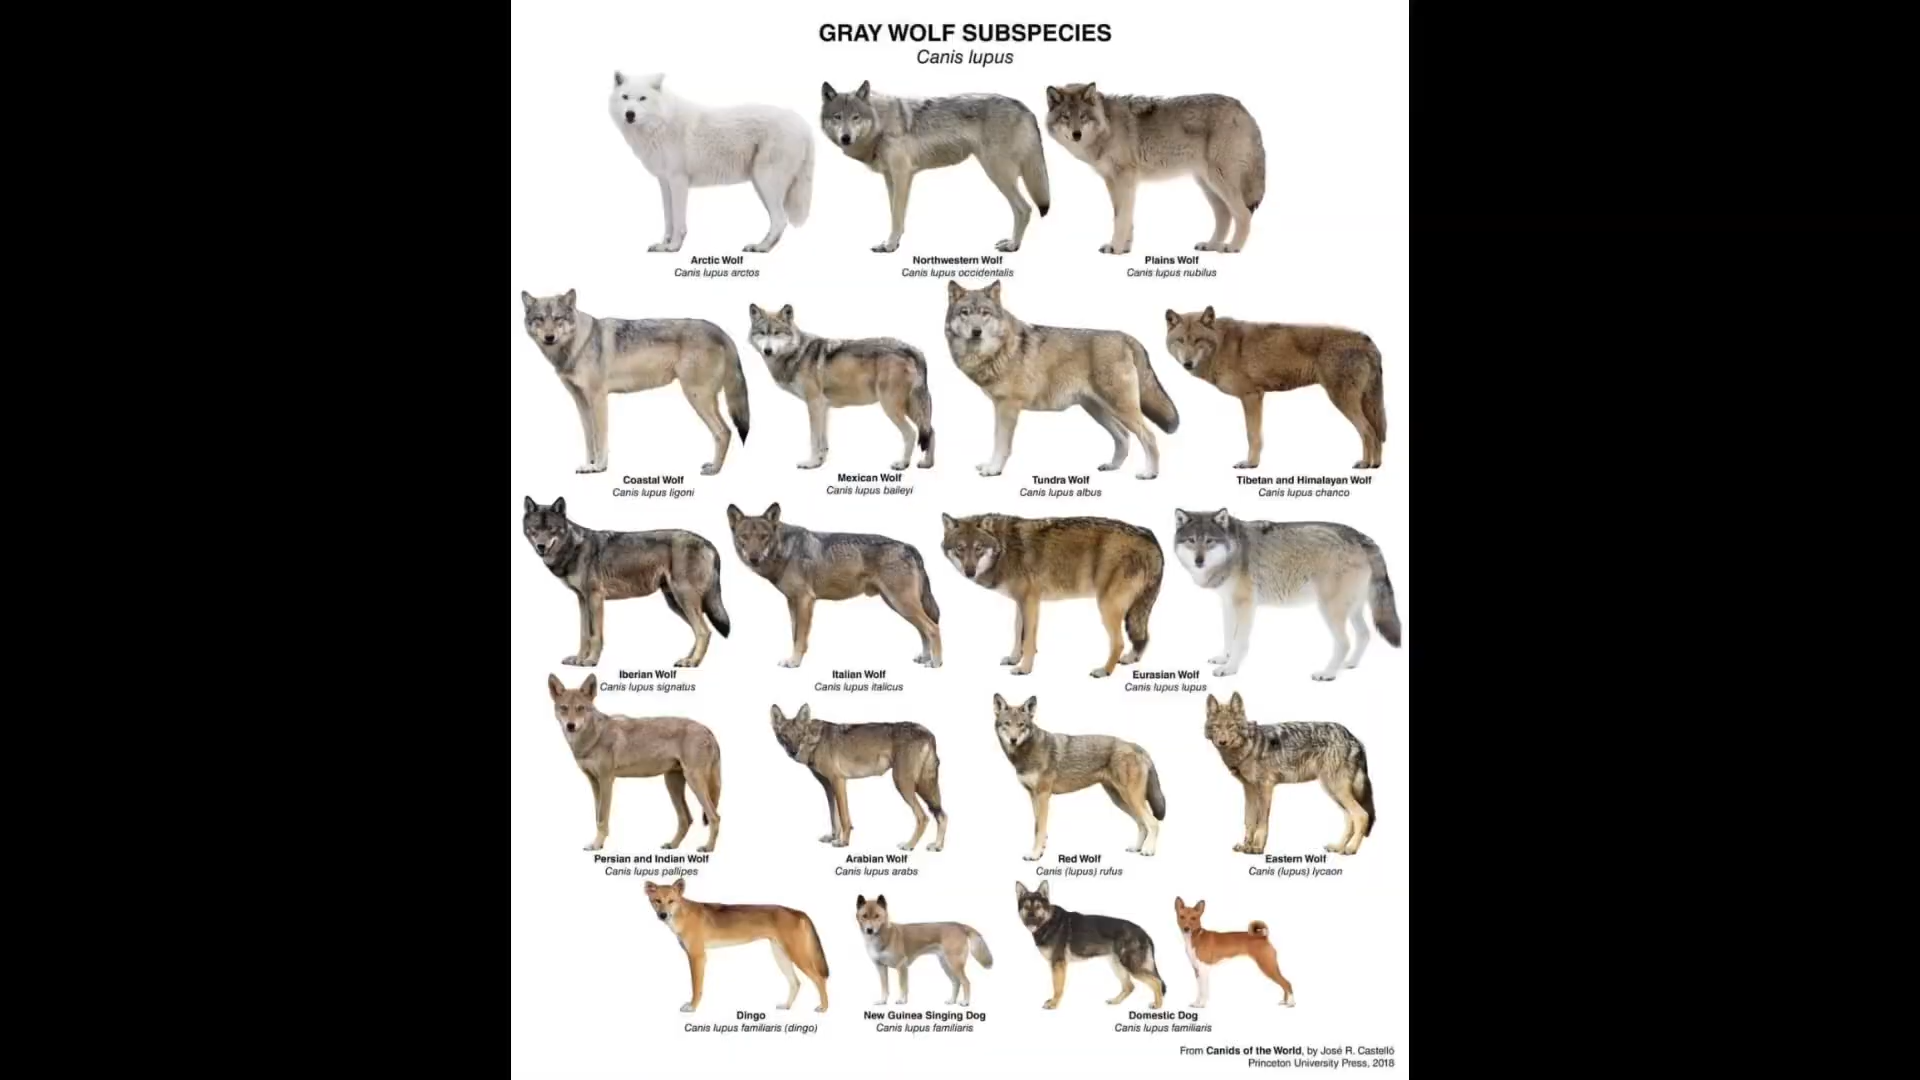 GRAY WOLF SUBSPECIES
Canis lupus
Arctic Wolf
Canis lupus arctos
Northwestern Wolf
Canis lupus occidentalis
Plains Wolf
Canis lupus nubilus
Coastal Wolf
Canis lupus ligoni
Mexican Wolf
Canis lupus baileyi
Tundra Wolf
Canis lupus albus
Tibetan and Himalayan Wolf
Canis lupus chanco
Iberian Wolf
Canis lupus signatus
Italian Wolf
Canis lupus italicus
Eurasian Wolf
Canis lupus lupus
Persian and Indian Wolf
Canis lupus pallipes
Arabian Wolf
Canis lupus arabs
Red Wolf
Canis (lupus) rufus
Eastern Wolf
Canis (lupus) lycaon
Dingo
Canis lupus familiaris (dingo)
New Guinea Singing Dog
Canis lupus familiaris
Domestic Dog
Canis lupus familiaris
From Canids of the World, by José R. Castelló
Princeton University Press, 2018